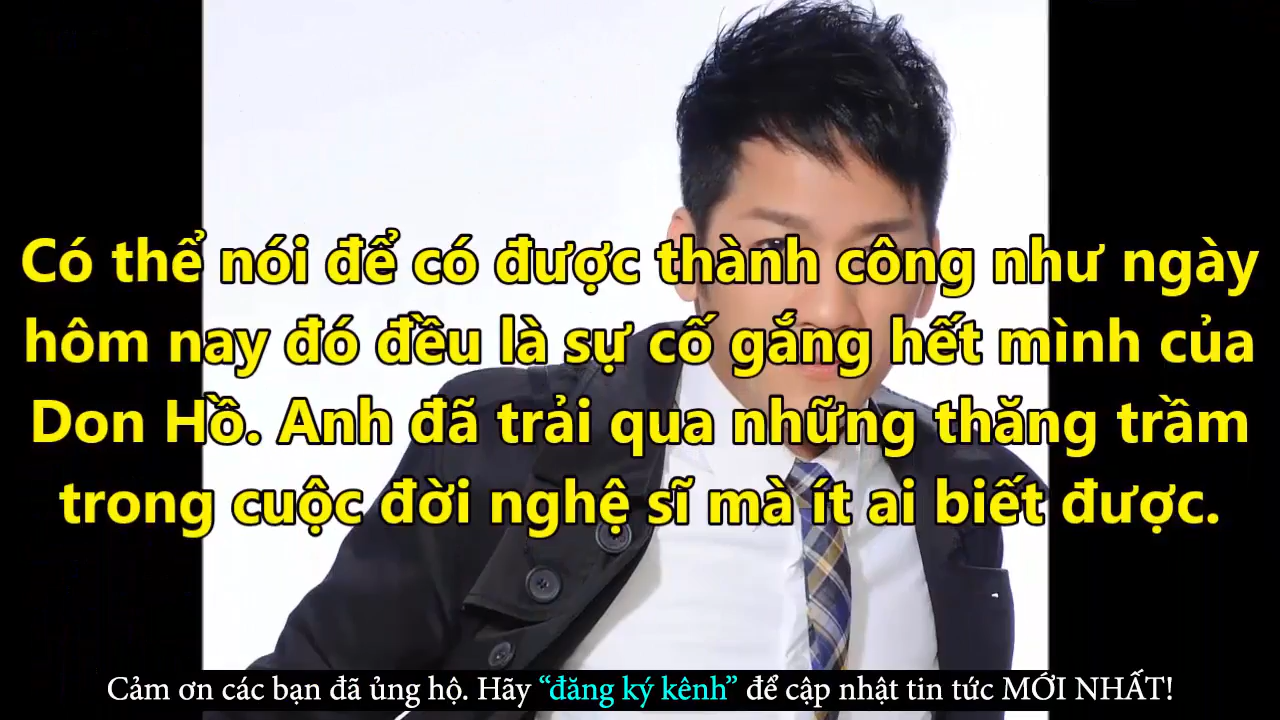 Có thể nói để có được thành công như ngày
hôm nay đó đều là sự cố gắng hết mình của
Don Hồ. Anh đã trải qua những thăng trầm
trong cuộc đời nghệ sĩ mà ít ai biết được.
Cảm ơn các bạn đã ủng hộ. Hãy “đăng ký kênh” để cập nhật tin tức MỚI NHẤT!